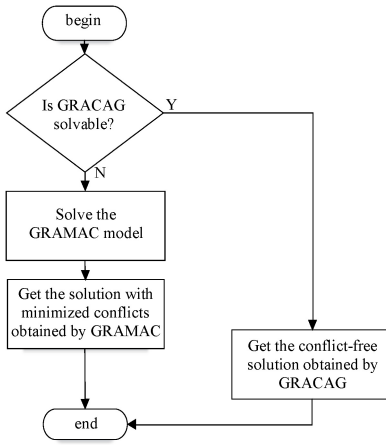 begin
Is GRACAG
solvable?
Y
N
Solve the
GRAMAC model
Get the solution with
minimized conflicts
obtained by GRAMAC
Get the conflict-free
solution obtained by
GRACAG
end